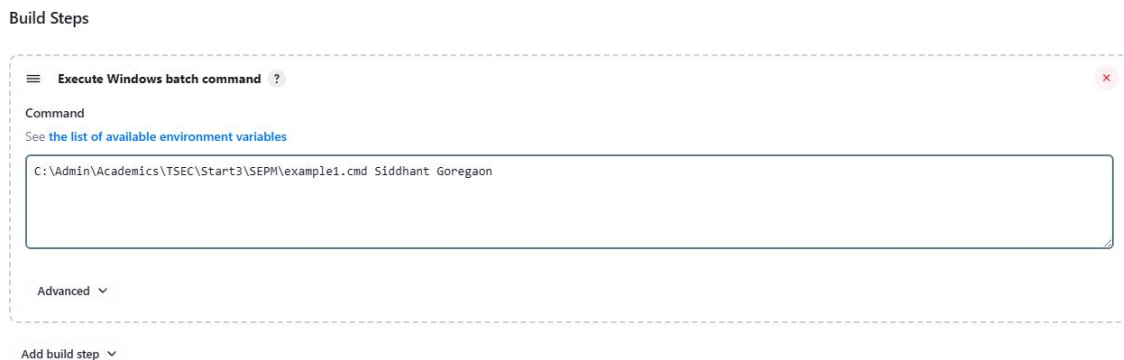 Build Steps
Execute Windows batch command ?
Command
See the list of available environment variables
C:\Admin\Academics\TSEC\Start3\SEPM\example1.cmd Siddhant Goregaon
Advanced
Add build step